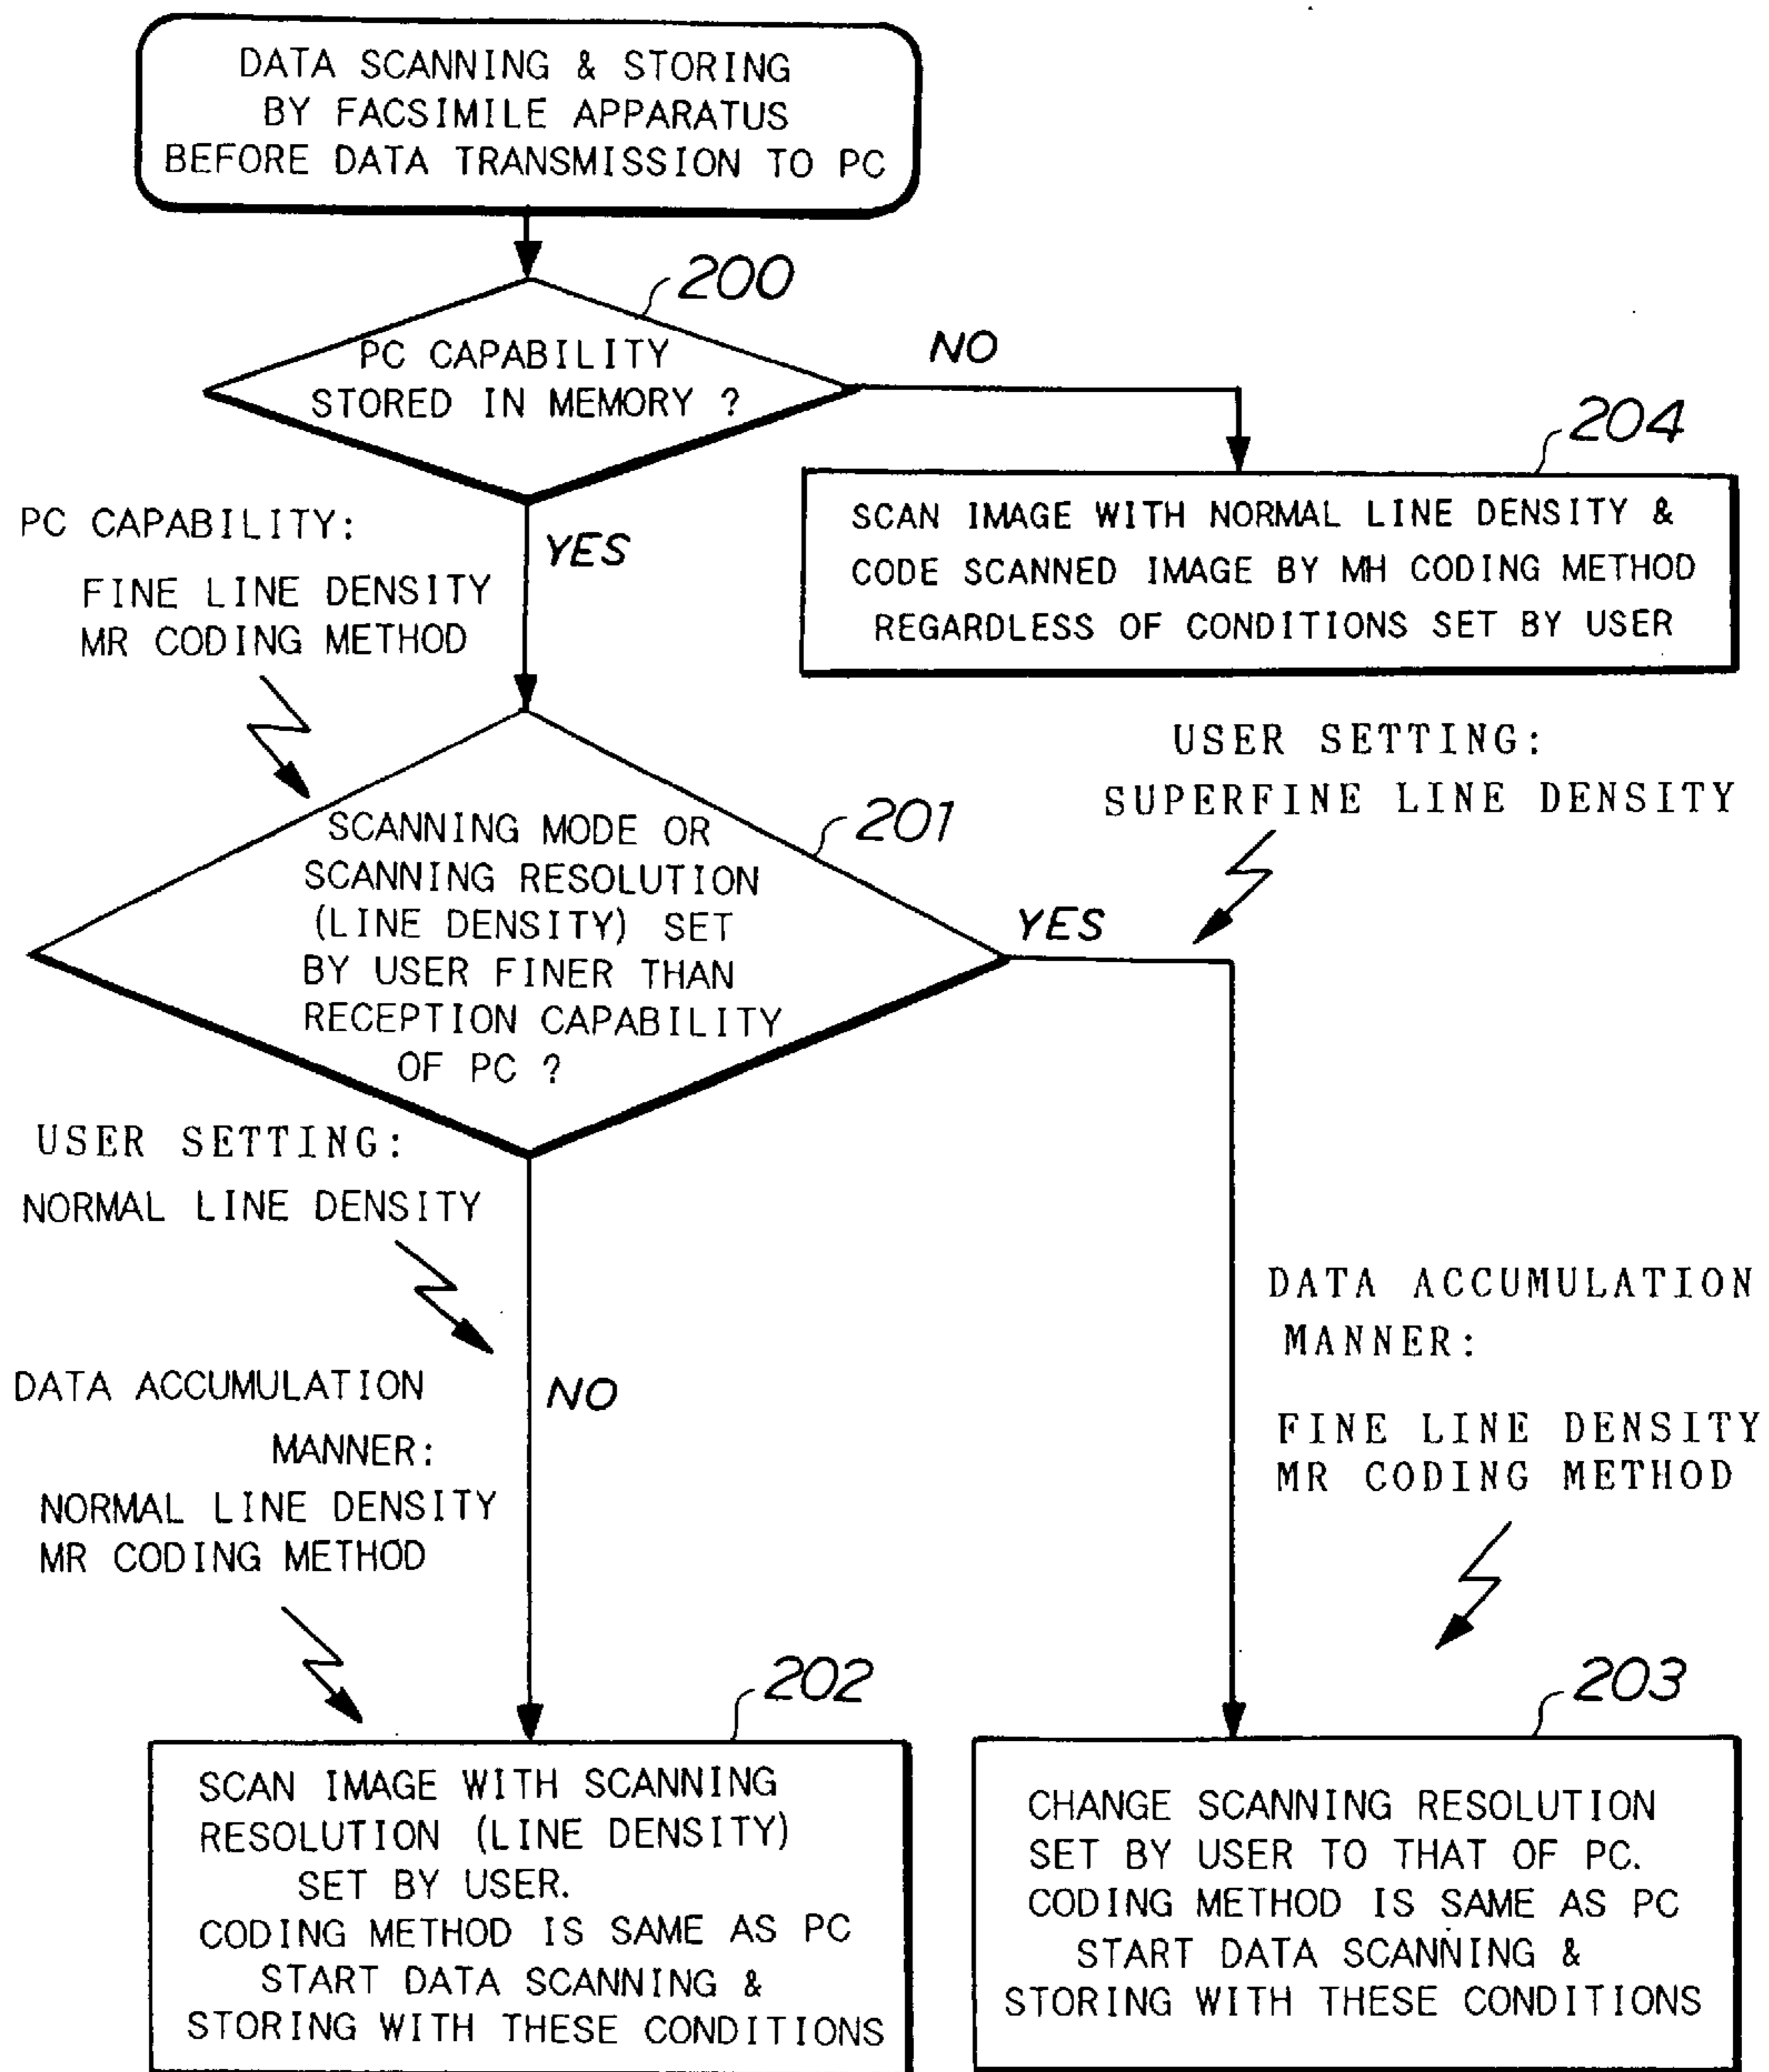 DATA SCANNING & STORING
BY FACSIMILE APPARATUS
BEFORE DATA TRANSMISSION TO PC
200
PC CAPABILITY
STORED IN MEMORY ?
NO
204
SCAN IMAGE WITH NORMAL LINE DENSITY &
CODE SCANNED IMAGE BY MH CODING METHOD
REGARDLESS OF CONDITIONS SET BY USER
YES
PC CAPABILITY:
FINE LINE DENSITY
MR CODING METHOD
201
SCANNING MODE OR
SCANNING RESOLUTION
(LINE DENSITY) SET
BY USER FINER THAN
RECEPTION CAPABILITY
OF PC ?
YES
USER SETTING:
SUPERFINE LINE DENSITY
USER SETTING:
NORMAL LINE DENSITY
NO
DATA ACCUMULATION
MANNER:
NORMAL LINE DENSITY
MR CODING METHOD
DATA ACCUMULATION
MANNER:
FINE LINE DENSITY
MR CODING METHOD
202
SCAN IMAGE WITH SCANNING
RESOLUTION (LINE DENSITY)
SET BY USER.
CODING METHOD IS SAME AS PC
START DATA SCANNING &
STORING WITH THESE CONDITIONS
203
CHANGE SCANNING RESOLUTION
SET BY USER TO THAT OF PC.
CODING METHOD IS SAME AS PC
START DATA SCANNING &
STORING WITH THESE CONDITIONS